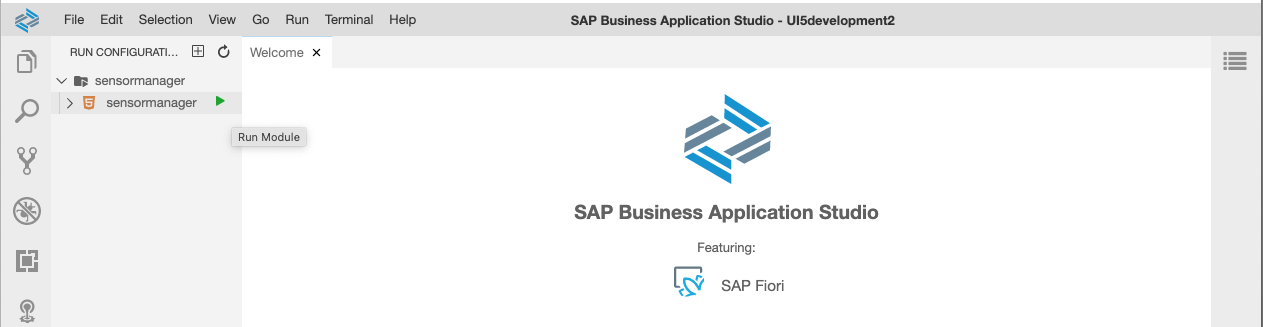 File Edit Selection View Go Run Terminal Help SAP Business Application Studio - UI5development2
RUN CONFIGURATI...
Welcome ×
sensormanager
5 sensormanager
Run Module
SAP Business Application Studio
Featuring:
SAP Fiori